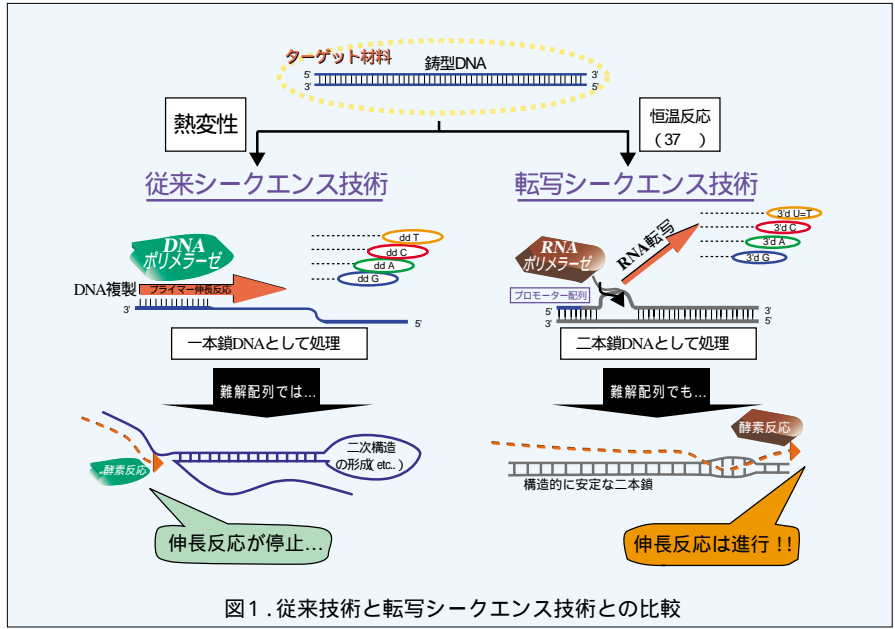 ターゲット材料
鋳型DNA
5' 3'
3' 5'
熱変性
恒温反応
(37 )
従来シークエンス技術
転写シークエンス技術
DNA
ポリメラーゼ
dd T
dd C
dd A
dd G
DNA複製
プライマー伸長反応
3'
5'
一本鎖DNAとして処理
RNA
ポリメラーゼ
RNA転写
3'd U=T
3'd C
3'd A
3'd G
プロモーター配列
5' 3'
3' 5'
二本鎖DNAとして処理
難解配列では…
難解配列でも…
酵素反応
二次構造
の形成(etc..)
伸長反応が停止…
酵素反応
構造的に安定な二本鎖
伸長反応は進行!!
図1.従来技術と転写シークエンス技術との比較